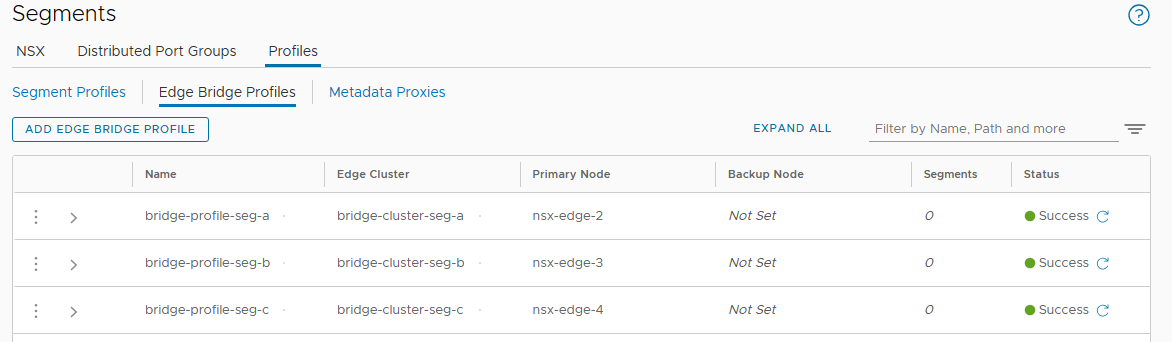 Segments
?
NSX Distributed Port Groups Profiles
Segment Profiles Edge Bridge Profiles Metadata Proxies
ADD EDGE BRIDGE PROFILE EXPAND ALL Filter by Name, Path and more
Name Edge Cluster Primary Node Backup Node Segments Status
bridge-profile-seg-a bridge-cluster-seg-a nsx-edge-2 Not Set 0 Success
bridge-profile-seg-b bridge-cluster-seg-b nsx-edge-3 Not Set 0 Success
bridge-profile-seg-c bridge-cluster-seg-c nsx-edge-4 Not Set 0 Success